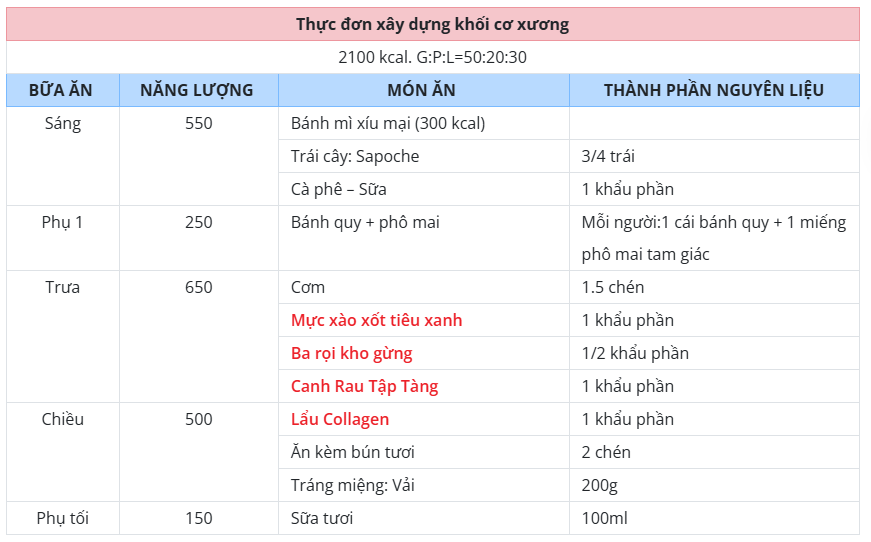 Thực đơn xây dựng khối cơ xương
2100 kcal. G:P:L=50:20:30
BỮA ĂN NĂNG LƯỢNG MÓN ĂN THÀNH PHẦN NGUYÊN LIỆU
Sáng 550 Bánh mì xíu mại (300 kcal)
Trái cây: Sapoche 3/4 trái
Cà phê – Sữa 1 khẩu phần
Phụ 1 250 Bánh quy + phô mai Mỗi người:1 cái bánh quy + 1 miếng
phô mai tam giác
Trưa 650 Cơm 1.5 chén
Mực xào xốt tiêu xanh 1 khẩu phần
Ba rọi kho gừng 1/2 khẩu phần
Canh Rau Tập Tàng 1 khẩu phần
Chiều 500 Lẩu Collagen 1 khẩu phần
Ăn kèm bún tươi 2 chén
Tráng miệng: Vải 200g
Phụ tối 150 Sữa tươi 100ml